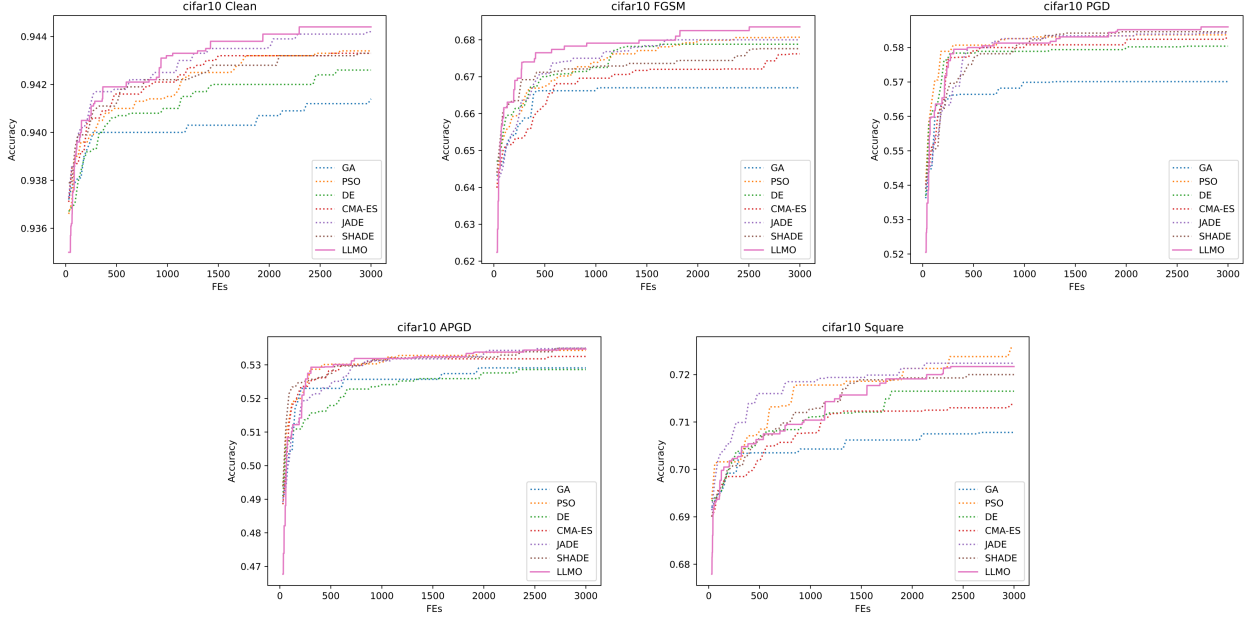 cifar10 Clean
0.944
0.942
0.940
0.938
0.936
Accuracy
0
500
1000
1500
2000
2500
3000
FEs
GA
PSO
DE
CMA-ES
JADE
SHADE
LLMO
cifar10 FGSM
0.68
0.67
0.66
0.65
0.64
0.63
0.62
Accuracy
0
500
1000
1500
2000
2500
3000
FEs
GA
PSO
DE
CMA-ES
JADE
SHADE
LLMO
cifar10 PGD
0.58
0.57
0.56
0.55
0.54
0.53
0.52
Accuracy
0
500
1000
1500
2000
2500
3000
FEs
GA
PSO
DE
CMA-ES
JADE
SHADE
LLMO
cifar10 APGD
0.53
0.52
0.51
0.50
0.49
0.48
0.47
Accuracy
0
500
1000
1500
2000
2500
3000
FEs
GA
PSO
DE
CMA-ES
JADE
SHADE
LLMO
cifar10 Square
0.72
0.71
0.70
0.69
0.68
Accuracy
0
500
1000
1500
2000
2500
3000
FEs
GA
PSO
DE
CMA-ES
JADE
SHADE
LLMO